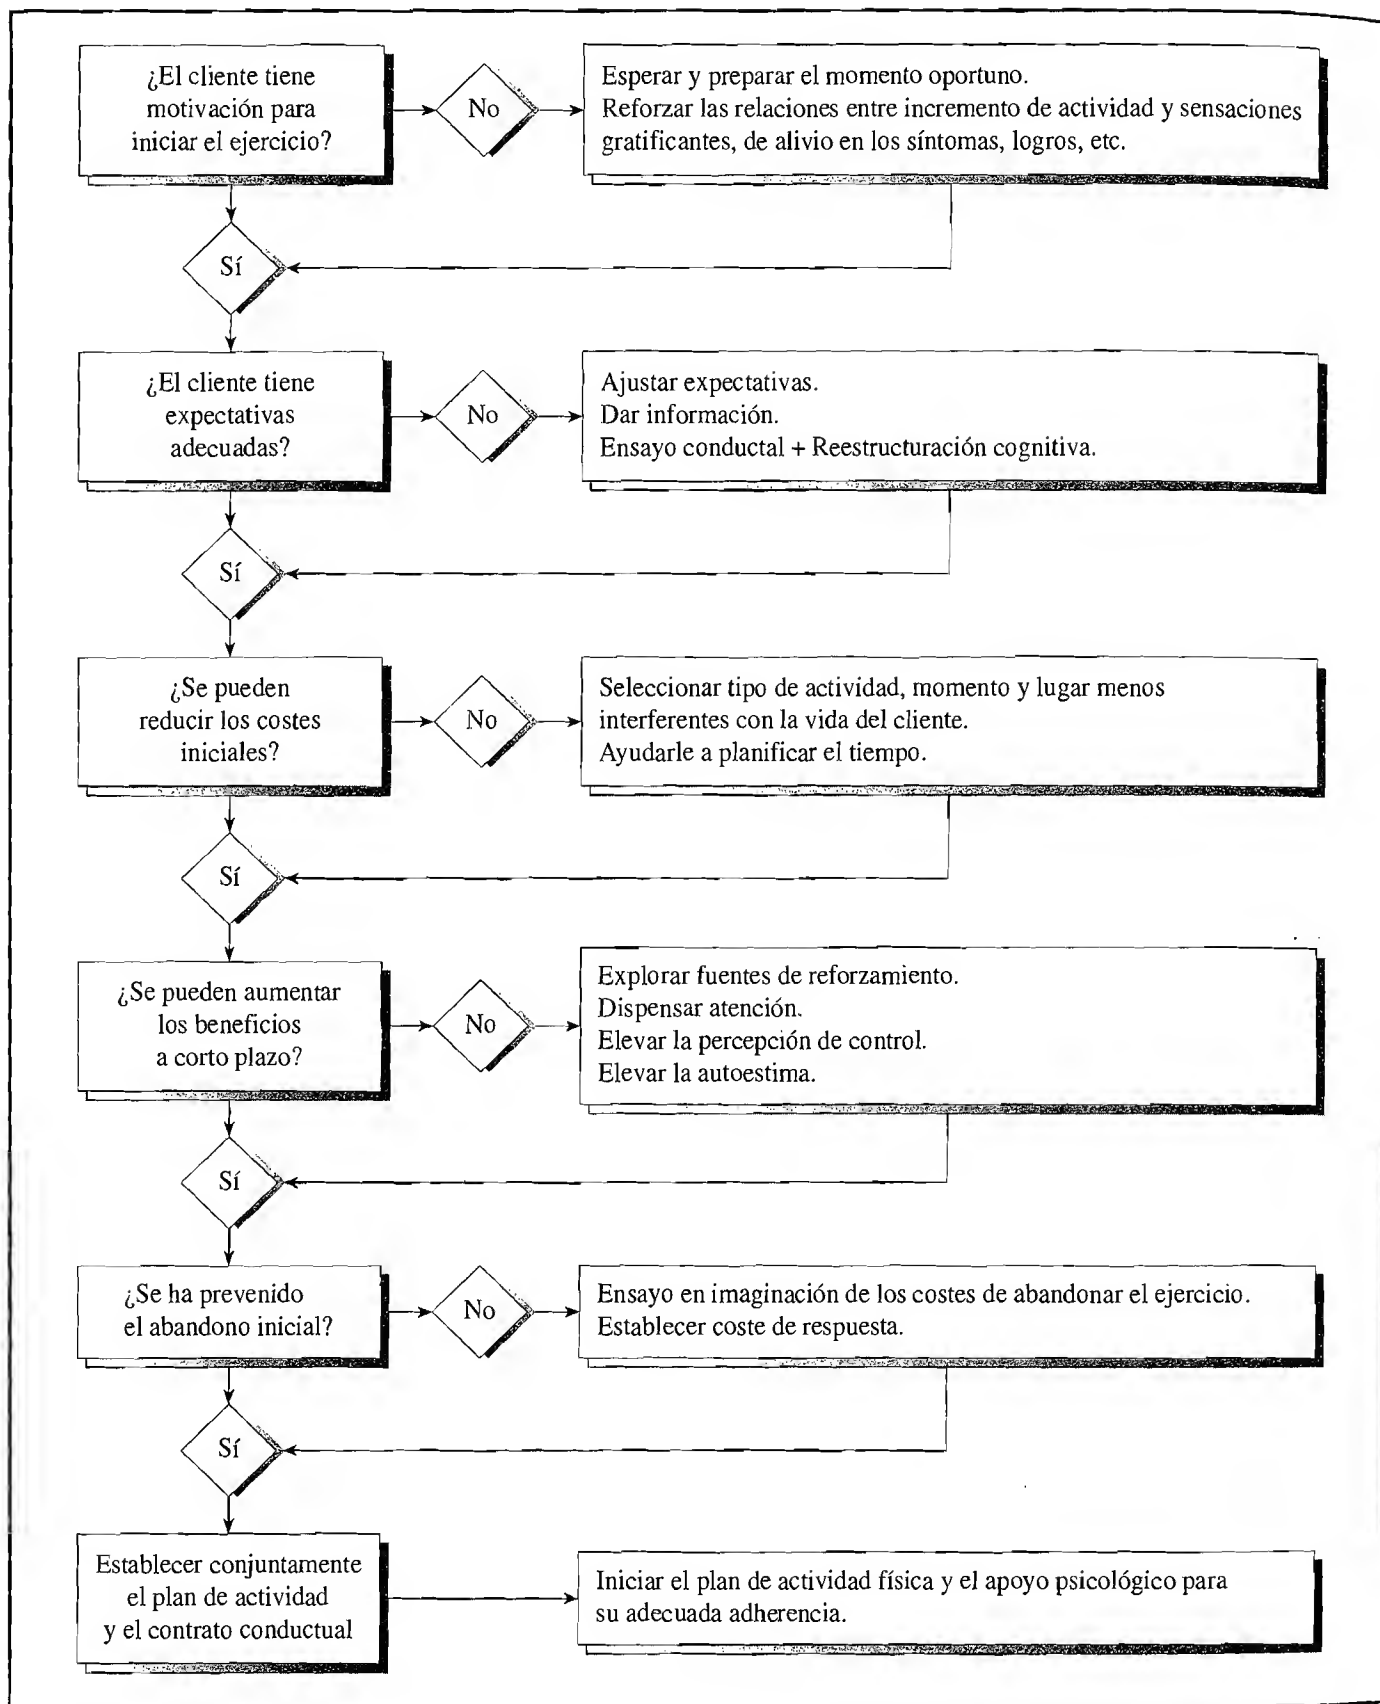 ¿El cliente tiene
motivación para
iniciar el ejercicio?
No
Esperar y preparar el momento oportuno.
Reforzar las relaciones entre incremento de actividad y sensaciones
gratificantes, de alivio en los síntomas, logros, etc.
Sí
¿El cliente tiene
expectativas
adecuadas?
No
Ajustar expectativas.
Dar información.
Ensayo conductal + Reestructuración cognitiva.
Sí
¿Se pueden
reducir los costes
iniciales?
No
Seleccionar tipo de actividad, momento y lugar menos
interferentes con la vida del cliente.
Ayudarle a planificar el tiempo.
Sí
¿Se pueden aumentar
los beneficios
a corto plazo?
No
Explorar fuentes de reforzamiento.
Dispensar atención.
Elevar la percepción de control.
Elevar la autoestima.
Sí
¿Se ha prevenido
el abandono inicial?
No
Ensayo en imaginación de los costes de abandonar el ejercicio.
Establecer coste de respuesta.
Sí
Establecer conjuntamente
el plan de actividad
y el contrato conductual
Iniciar el plan de actividad física y el apoyo psicológico para
su adecuada adherencia.